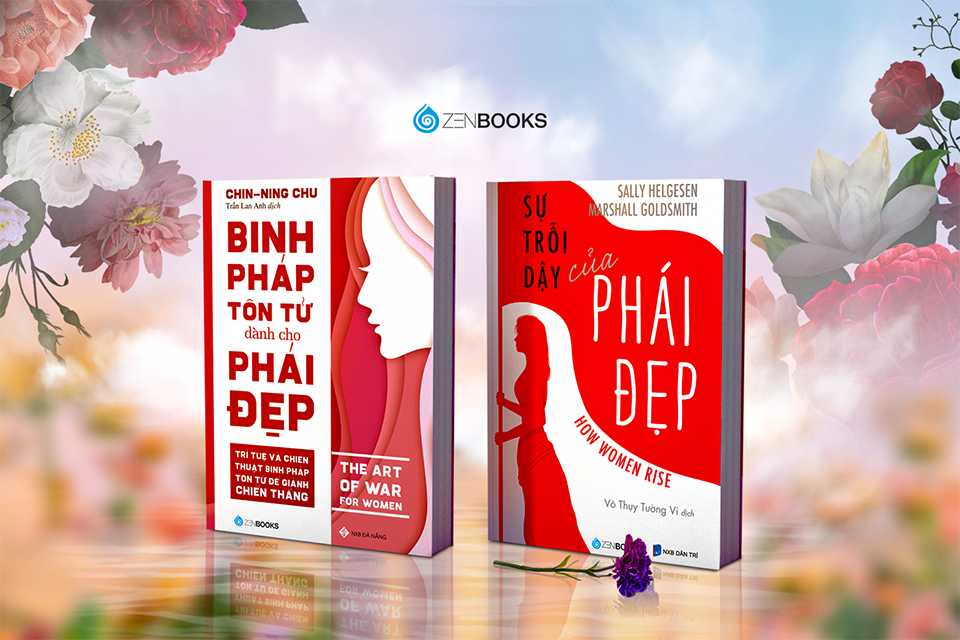 ZENBOOKS
CHIN-NING CHU
Trần Lan Anh dịch
BINH
PHÁP
TÔN TỬ
dành cho
PHÁI
ĐẸP
TRÍ TUỆ VÀ CHIẾN
THUẬT BINH PHÁP
TÔN TỬ ĐỂ GIÀNH
CHIẾN THẮNG
THE ART
OF WAR
FOR WOMEN
ZENBOOKS
NXB ĐÀ NẴNG
SALLY HELGESEN
MARSHALL GOLDSMITH
SỰ
TRỖI
DẬY
của
PHÁI
ĐẸP
HOW WOMEN RISE
Võ Thụy Tường Vi dịch
ZENBOOKS
NXB DÂN TRÍ